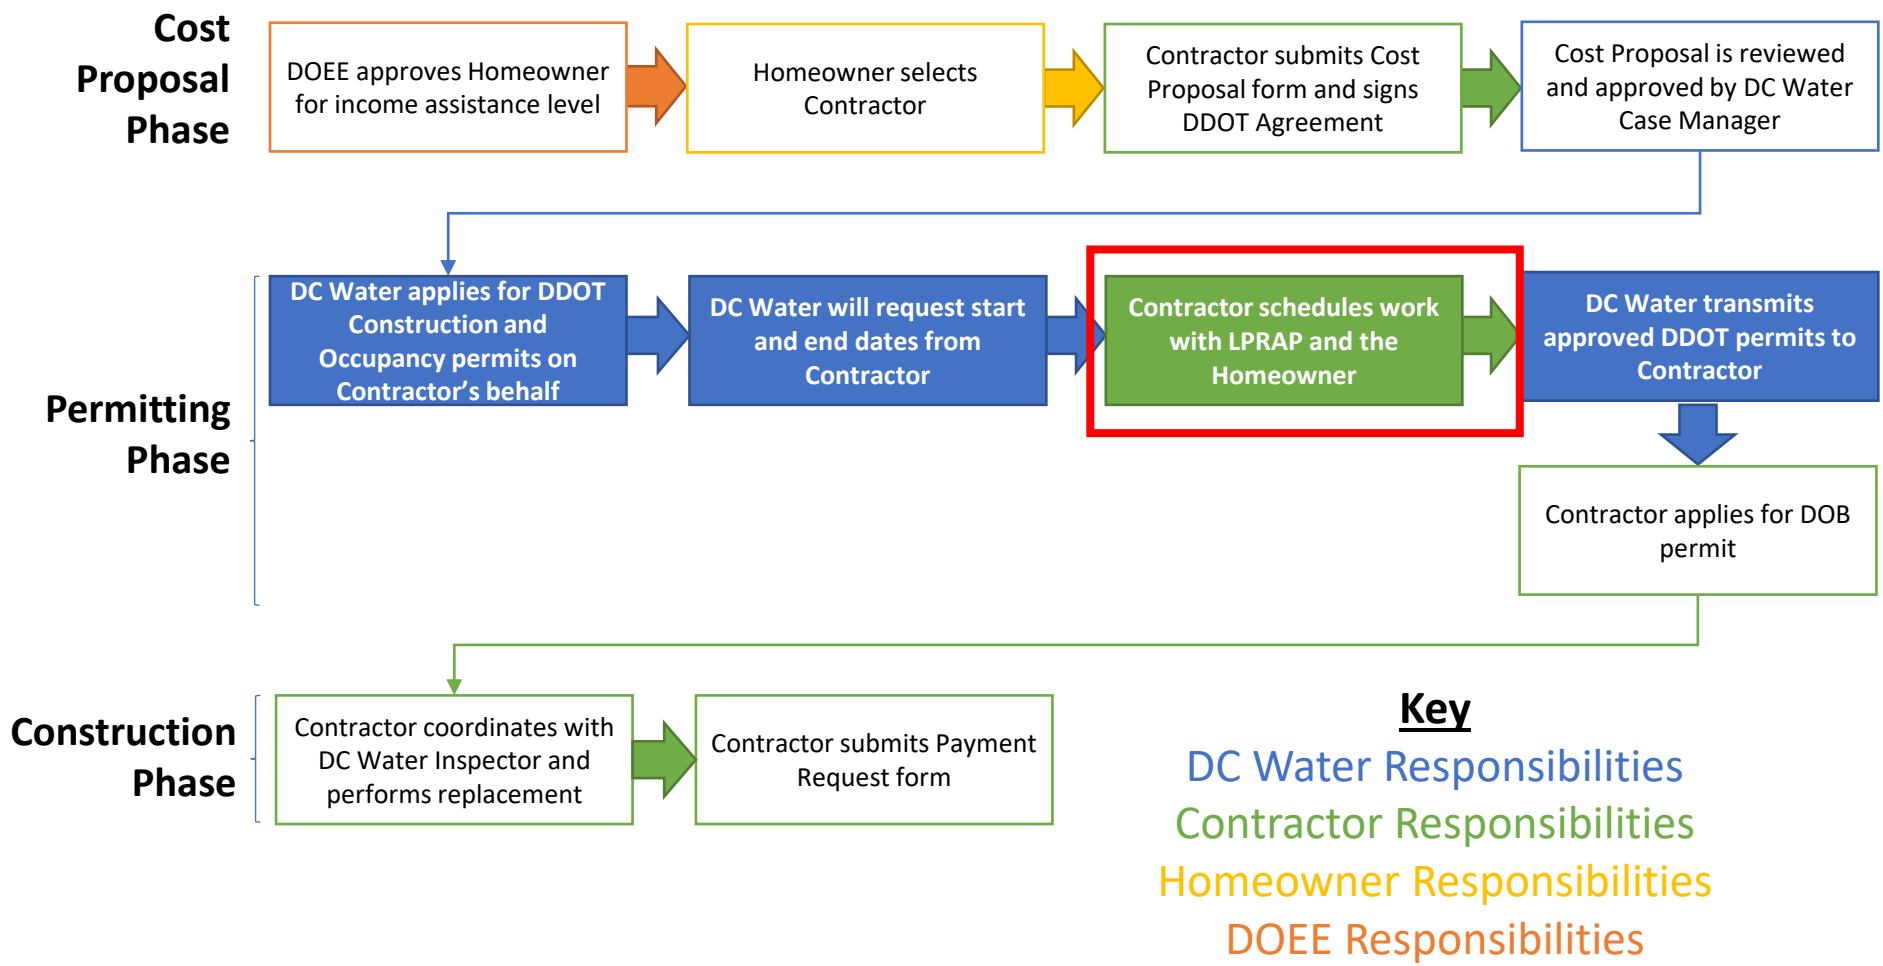 Cost
Proposal
Phase
DOEE approves Homeowner
for income assistance level
Homeowner selects
Contractor
Contractor submits Cost
Proposal form and signs
DDOT Agreement
Cost Proposal is reviewed
and approved by DC Water
Case Manager
Permitting
Phase
DC Water applies for DDOT
Construction and
Occupancy permits on
Contractor’s behalf
DC Water will request start
and end dates from
Contractor
Contractor schedules work
with LPRAP and the
Homeowner
DC Water transmits
approved DDOT permits to
Contractor
Contractor applies for DOB
permit
Construction
Phase
Contractor coordinates with
DC Water Inspector and
performs replacement
Contractor submits Payment
Request form
Key
DC Water Responsibilities
Contractor Responsibilities
Homeowner Responsibilities
DOEE Responsibilities